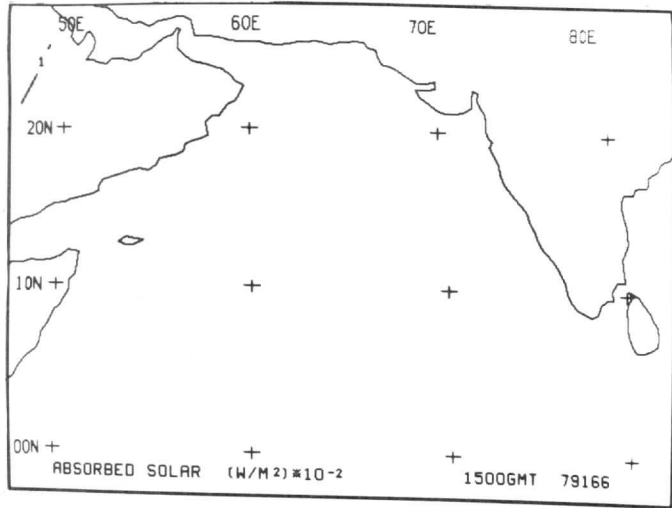 50E 60E 70E 80E
1
20N
10N
00N
ABSORBED SOLAR (W/M²)*10-2 1500GMT 79166